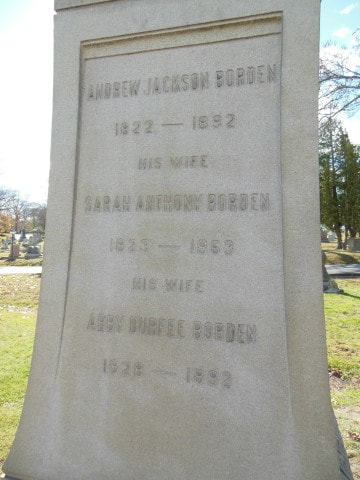 ANDREW JACKSON BORDEN
1822 — 1892
HIS WIFE
SARAH ANTHONY BORDEN
1823 — 1863
HIS WIFE
ABBY DURFEE BORDEN
1828 — 1892